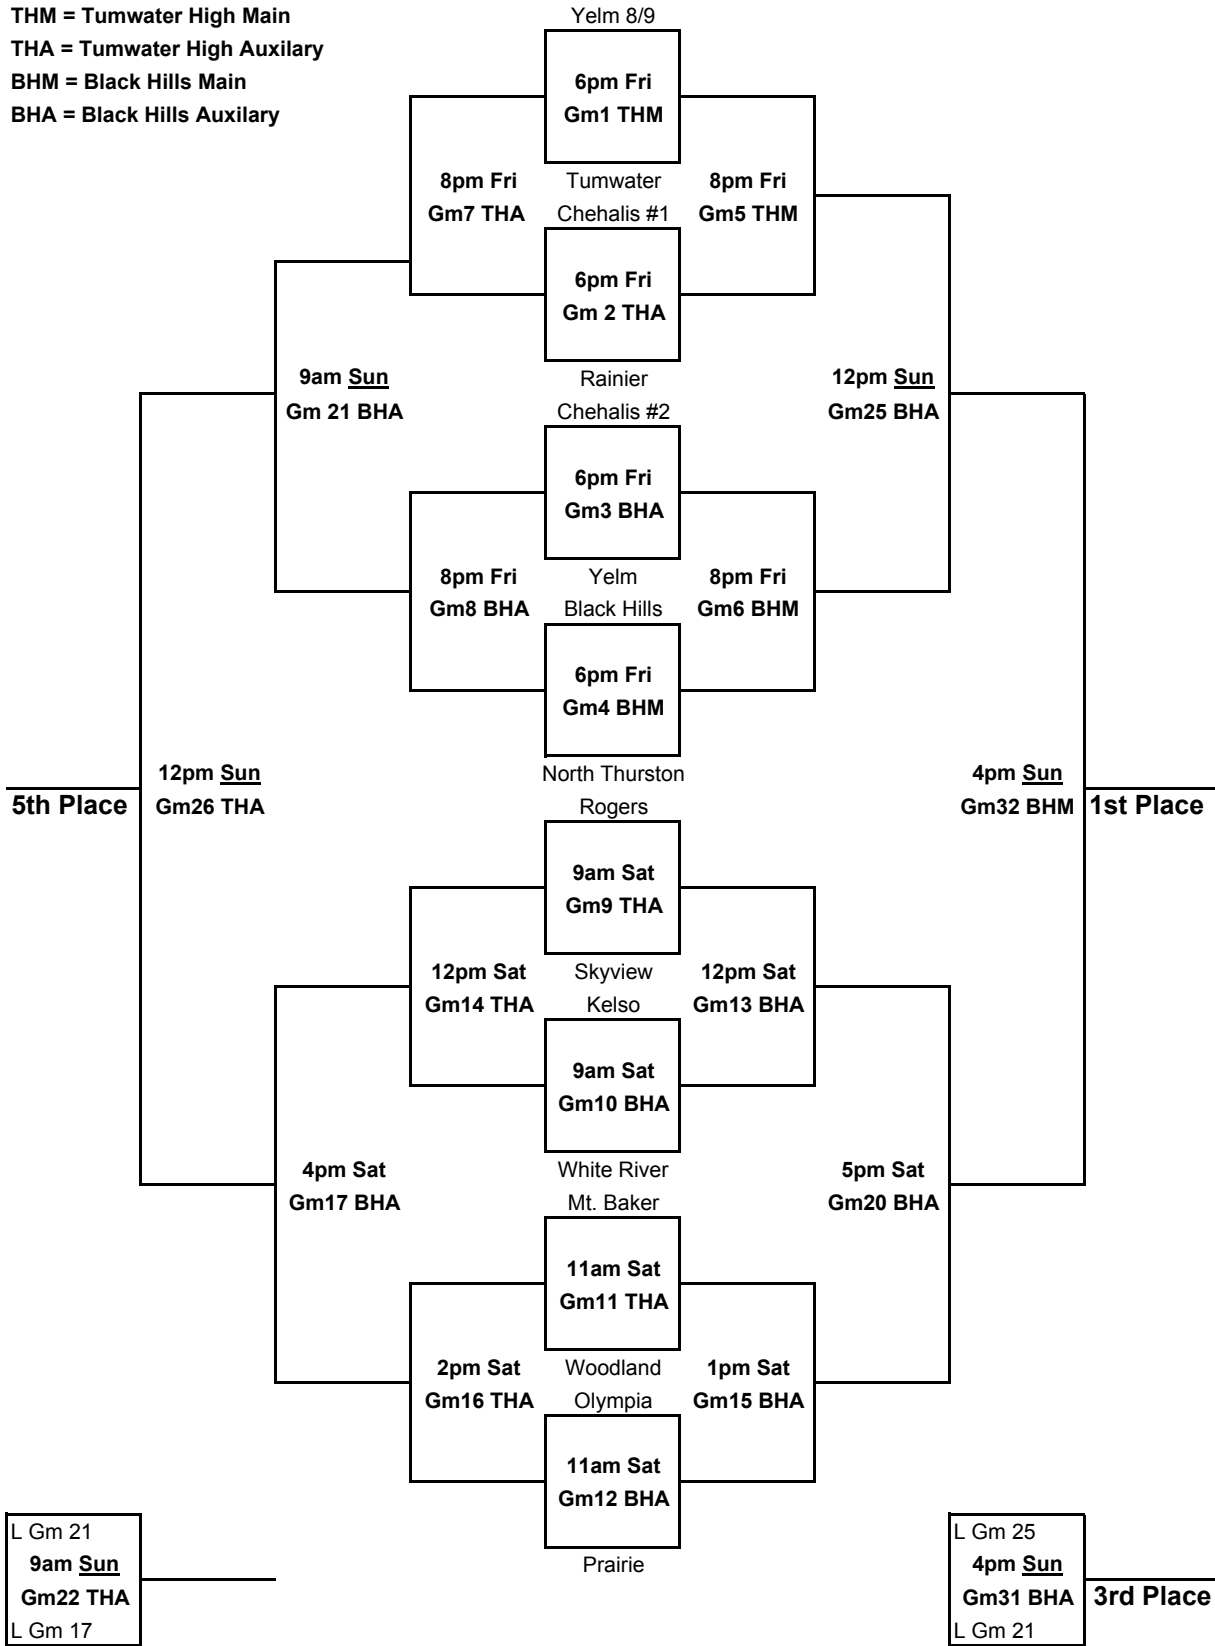 THM = Tumwater High Main
THA = Tumwater High Auxilary
BHM = Black Hills Main
BHA = Black Hills Auxilary
Yelm 8/9
6pm Fri
Gm1 THM
8pm Fri
Gm7 THA
Tumwater
Chehalis #1
8pm Fri
Gm5 THM
6pm Fri
Gm 2 THA
9am Sun
Gm 21 BHA
Rainier
Chehalis #2
12pm Sun
Gm25 BHA
6pm Fri
Gm3 BHA
8pm Fri
Gm8 BHA
Yelm
Black Hills
8pm Fri
Gm6 BHM
6pm Fri
Gm4 BHM
5th Place
12pm Sun
Gm26 THA
North Thurston
Rogers
4pm Sun
Gm32 BHM
1st Place
9am Sat
Gm9 THA
12pm Sat
Gm14 THA
Skyview
Kelso
12pm Sat
Gm13 BHA
9am Sat
Gm10 BHA
4pm Sat
Gm17 BHA
White River
Mt. Baker
5pm Sat
Gm20 BHA
11am Sat
Gm11 THA
2pm Sat
Gm16 THA
Woodland
Olympia
1pm Sat
Gm15 BHA
11am Sat
Gm12 BHA
Prairie
L Gm 21
9am Sun
Gm22 THA
L Gm 17
L Gm 25
4pm Sun
Gm31 BHA
L Gm 21
3rd Place